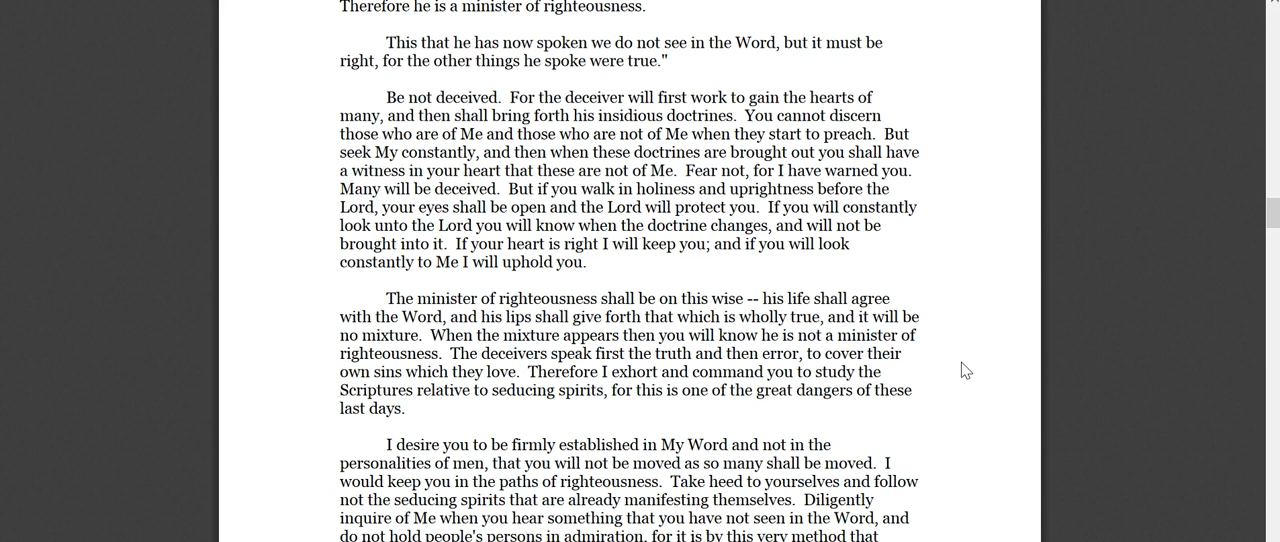 Therefore he is a minister of righteousness.
This that he has now spoken we do not see in the Word, but it must be
right, for the other things he spoke were true."
Be not deceived.  For the deceiver will first work to gain the hearts of
many, and then shall bring forth his insidious doctrines.  You cannot discern
those who are of Me and those who are not of Me when they start to preach.  But
seek My constantly, and then when these doctrines are brought out you shall have
a witness in your heart that these are not of Me.  Fear not, for I have warned you.
Many will be deceived.  But if you walk in holiness and uprightness before the
Lord, your eyes shall be open and the Lord will protect you.  If you will constantly
look unto the Lord you will know when the doctrine changes, and will not be
brought into it.  If your heart is right I will keep you; and if you will look
constantly to Me I will uphold you.
The minister of righteousness shall be on this wise -- his life shall agree
with the Word, and his lips shall give forth that which is wholly true, and it will be
no mixture.  When the mixture appears then you will know he is not a minister of
righteousness.  The deceivers speak first the truth and then error, to cover their
own sins which they love.  Therefore I exhort and command you to study the
Scriptures relative to seducing spirits, for this is one of the great dangers of these
last days.
I desire you to be firmly established in My Word and not in the
personalities of men, that you will not be moved as so many shall be moved.  I
would keep you in the paths of righteousness.  Take heed to yourselves and follow
not the seducing spirits that are already manifesting themselves.  Diligently
inquire of Me when you hear something that you have not seen in the Word, and
do not hold people's persons in admiration, for it is by this very method that